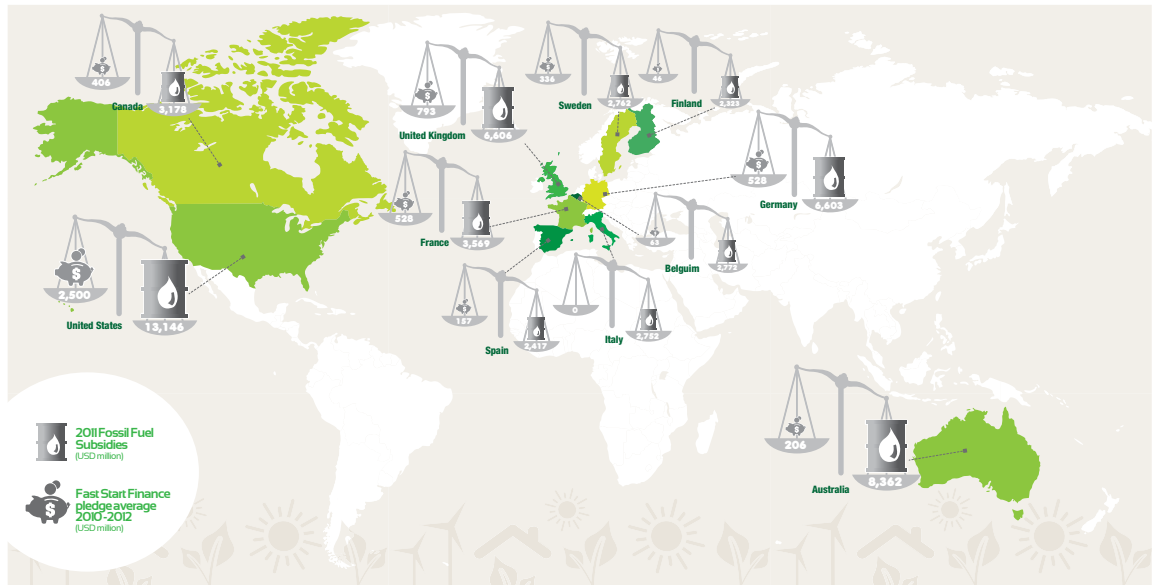 406
Canada
3,178
793
United Kingdom
6,606
336
Sweden
2,762
46
Finland
2,323
528
Germany
6,603
528
France
3,569
63
Belguim
2,772
2,500
United States
13,146
157
Spain
2,417
0
Italy
2,752
206
Australia
8,362
2011 Fossil Fuel
Subsidies
(USD million)
Fast Start Finance
pledge average
2010-2012
(USD million)
$